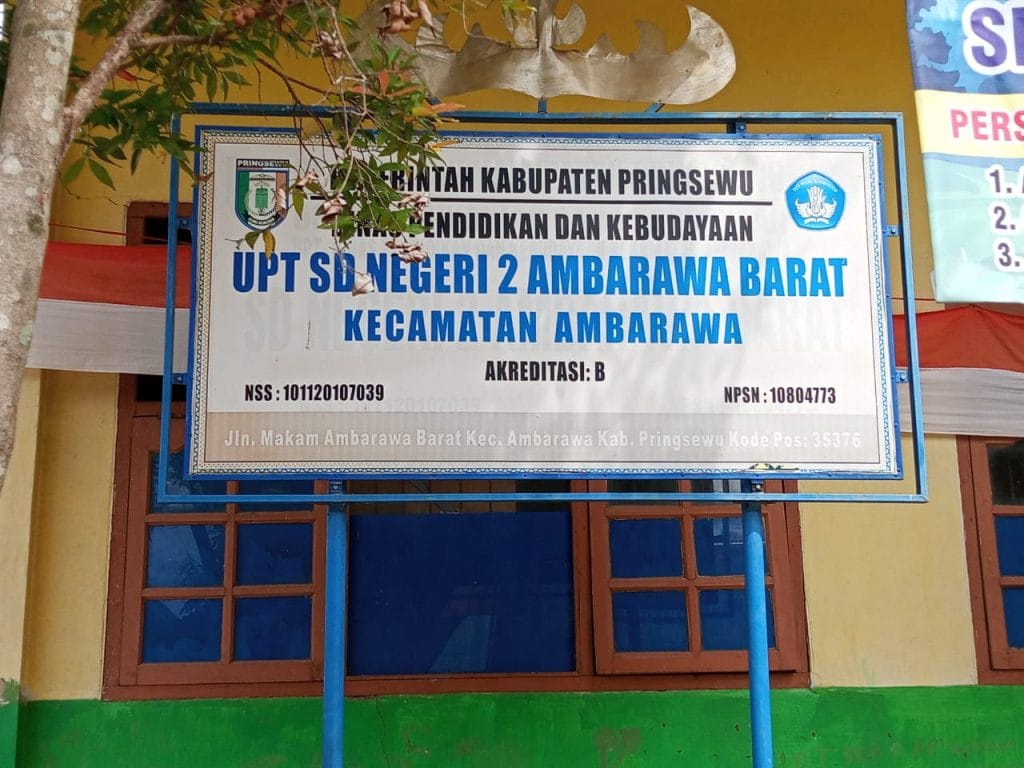 PRINGSEWU
PEMERINTAH KABUPATEN PRINGSEWU
DINAS PENDIDIKAN DAN KEBUDAYAAN
UPT SD NEGERI 2 AMBARAWA BARAT
KECAMATAN AMBARAWA
AKREDITASI: B
NSS : 101120107039
NPSN : 10804773
Jln. Makam Ambarawa Barat Kec. Ambarawa Kab. Pringsewu Kode Pos: 35376
PERS
1.
2.
3.